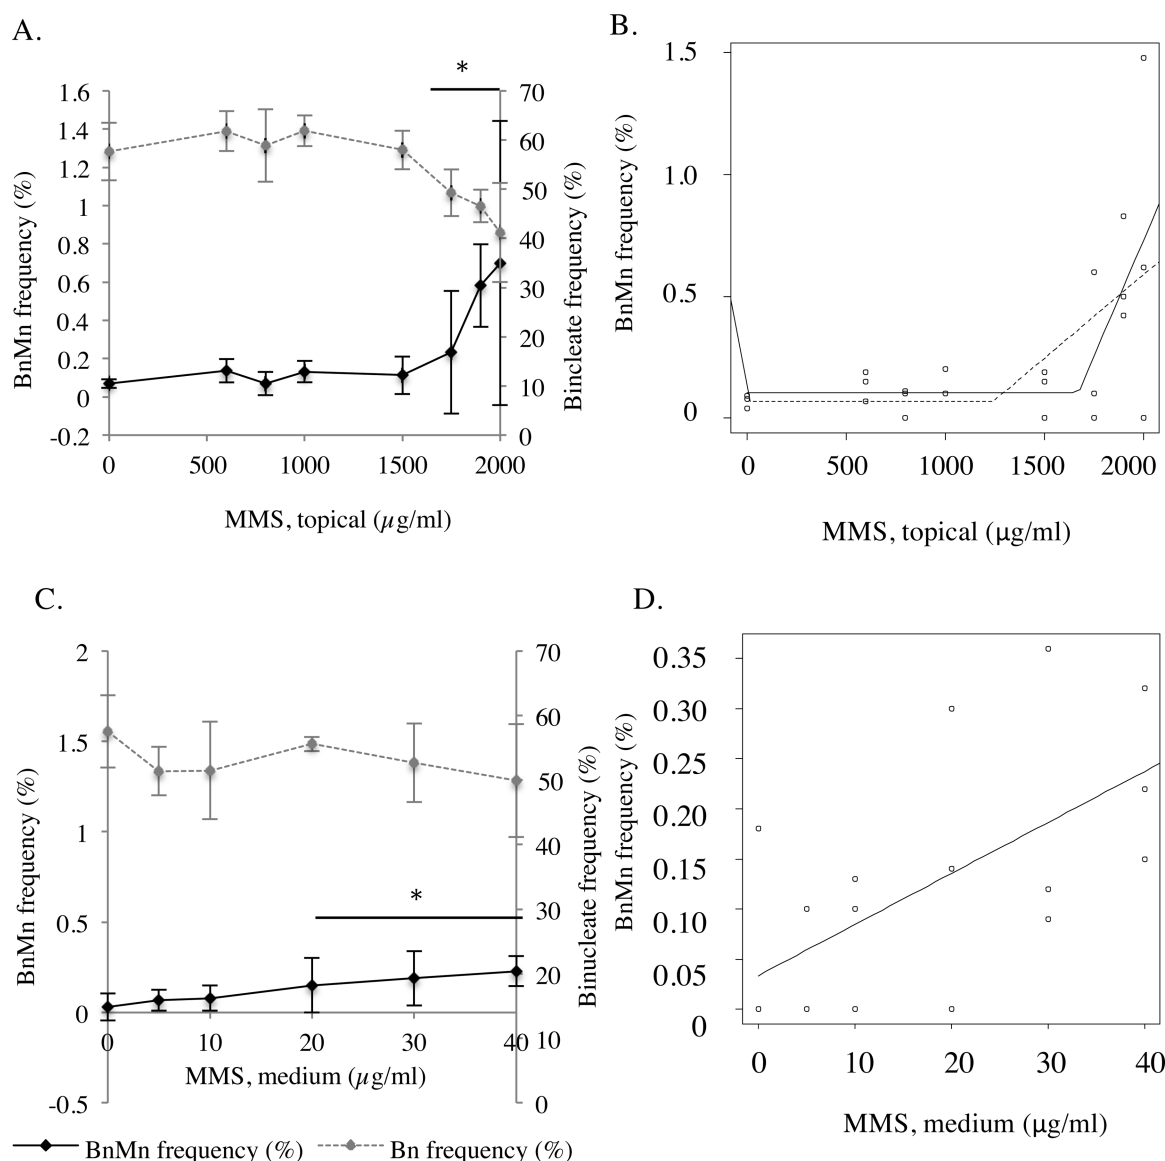 A.
*
1.6
1.4
1.2
1
0.8
0.6
0.4
0.2
0
-0.2
BnMn frequency (%)
70
60
50
40
30
20
10
0
Bincleate frequency (%)
0 500 1000 1500 2000
MMS, topical (µg/ml)
B.
1.5
1.0
0.5
0
BnMn frequency (%)
0 500 1000 1500 2000
MMS, topical (µg/ml)
C.
2
1.5
1
0.5
0
-0.5
BnMn frequency (%)
*
70
60
50
40
30
20
10
0
Binucleate frequency (%)
0 10 20 30 40
MMS, medium (µg/ml)
BnMn frequency (%) Bn frequency (%)
D.
0.35
0.30
0.25
0.20
0.15
0.10
0.05
0
BnMn frequency (%)
0 10 20 30 40
MMS, medium (µg/ml)